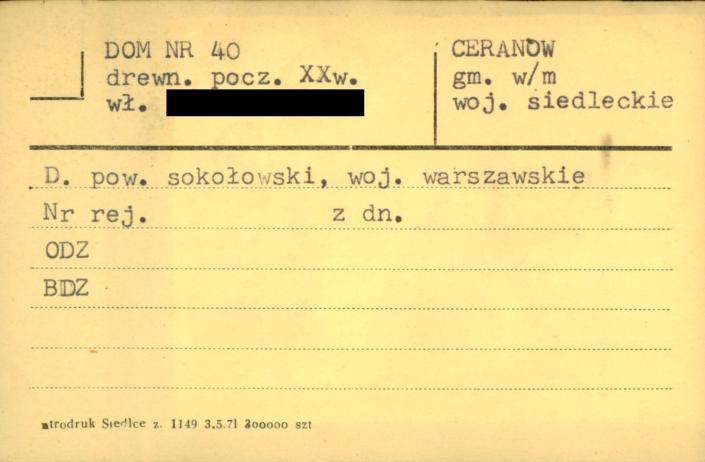 DOM NR 40
drewn. pocz. XXw.
wł.
CERANÓW
gm. w/m
woj. siedleckie
D. pow. sokołowski, woj. warszawskie
Nr rej. z dn.
ODZ
BDZ
trodruk Siedlce z. 1149 3.5.71 200000 szt